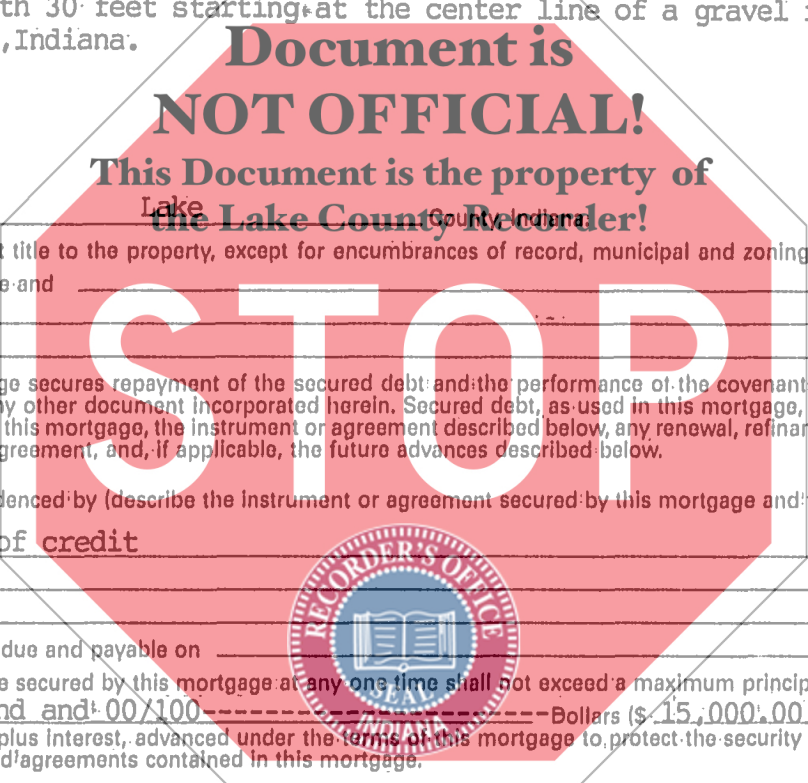 th 30 feet starting at the center line of a gravel
,Indiana.
Document is
NOT OFFICIAL!
This Document is the property of
the Lake County Recorder!
Lake County, Indiana.
t title to the property, except for encumbrances of record, municipal and zoning
e and
STOP
ge secures repayment of the secured debt and the performance of the covenant
y other document incorporated herein. Secured debt, as used in this mortgage,
this mortgage, the instrument or agreement described below, any renewal, refinan
greement, and, if applicable, the future advances described below.
denced by (describe the instrument or agreement secured by this mortgage and
of credit
RECORDER'S OFFICE
SEAL
INDIANA
due and payable on
e secured by this mortgage at any one time shall not exceed a maximum princip
nd and 00/100-------------------------- Dollars ($ 15,000.00
plus interest, advanced under the terms of this mortgage to protect the security
d agreements contained in this mortgage.